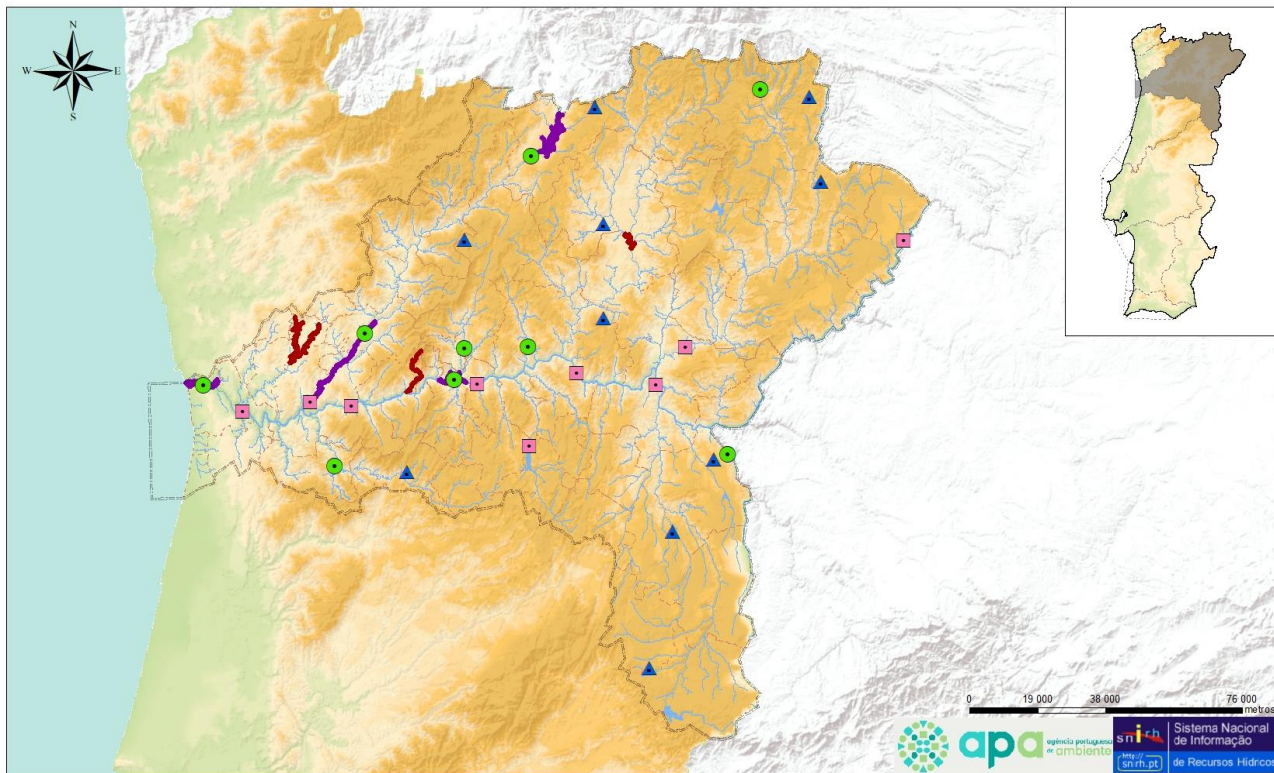 N
W E
S
0 19 000 38 000 76 000
metros
apa agência portuguesa
do ambiente
snirh
http://
snirh.pt
Sistema Nacional
de Informação
de Recursos Hídricos